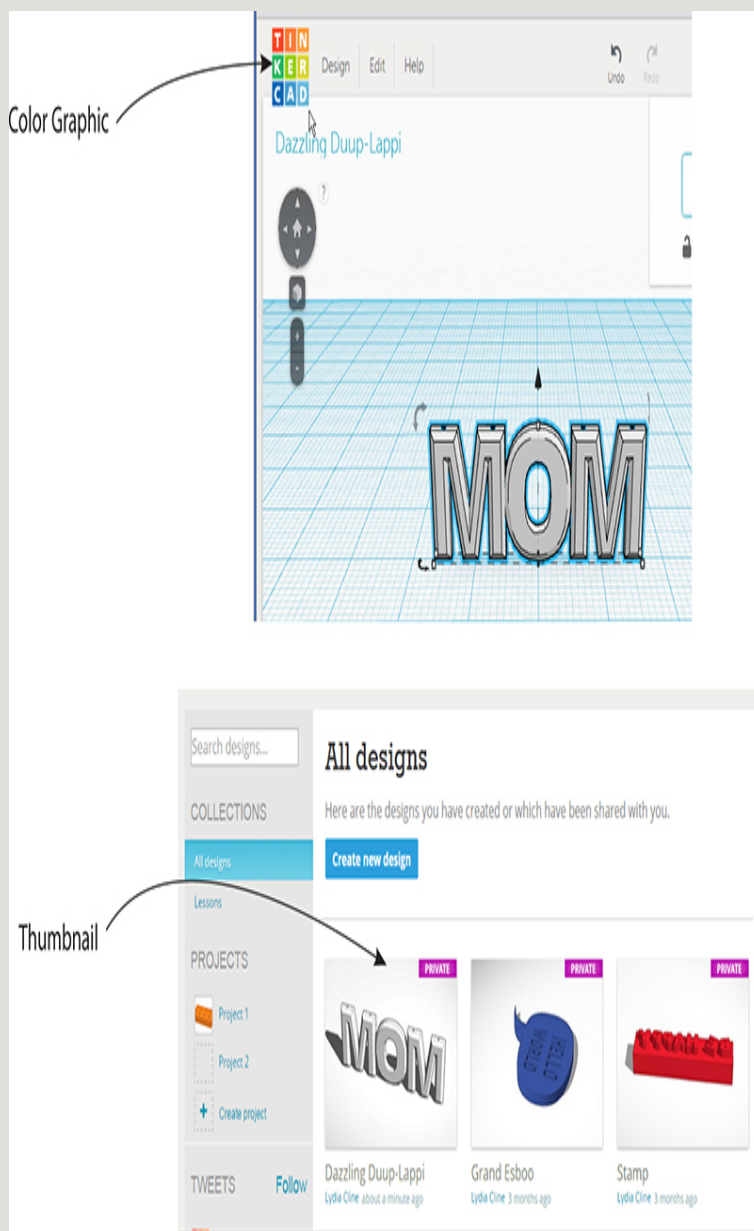 TIN
KER
CAD
Design Edit Help
Undo Redo
Color Graphic
Dazzling Duup-Lappi
?
+
-
MOM
Search designs...
COLLECTIONS
All designs
Lessons
PROJECTS
Project 1
Project 2
+ Create project
TWEETS Follow
All designs
Here are the designs you have created or which have been shared with you.
Create new design
Thumbnail
PRIVATE PRIVATE PRIVATE
MOM
HELLO
WORLD
Dazzling Duup-Lappi Grand Esboo Stamp
Lydia Cline about a minute ago Lydia Cline 3 months ago Lydia Cline 3 months ago